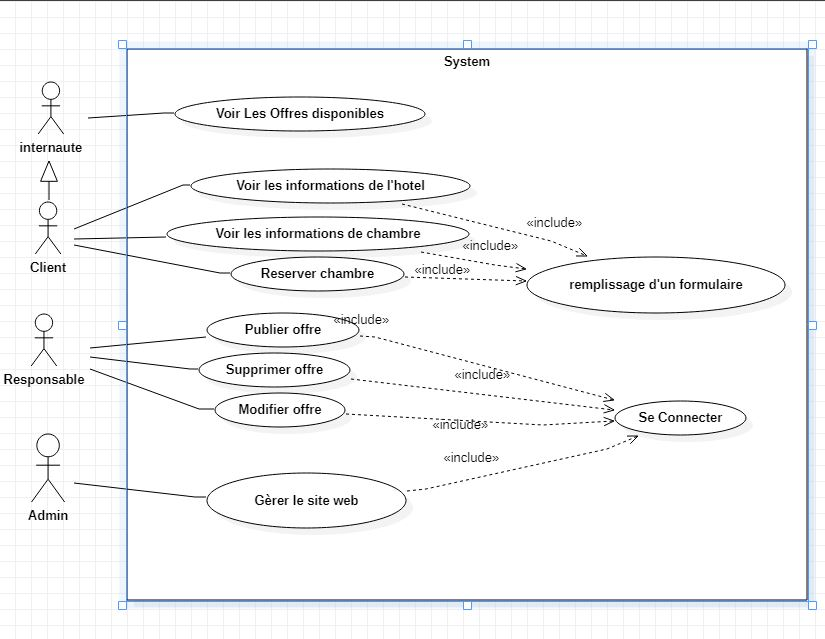 System
Voir Les Offres disponibles
internaute
Voir les informations de l'hotel
«include»
Voir les informations de chambre
«include»
Client
Reserver chambre
«include»
remplissage d'un formulaire
Publier offre
«include»
Responsable
Supprimer offre
«include»
Modifier offre
«include»
Se Connecter
«include»
Gèrer le site web
Admin